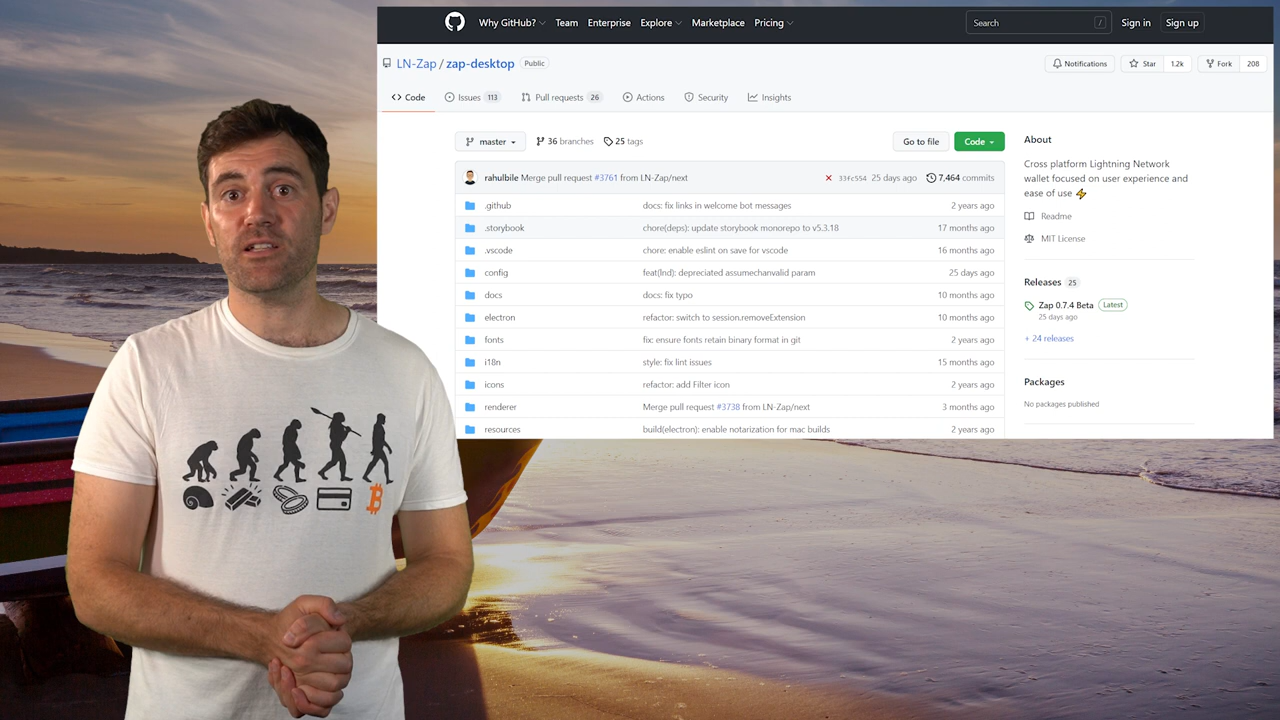 Why GitHub? Team Enterprise Explore Marketplace Pricing Search / Sign in Sign up
LN-Zap / zap-desktop Public Notifications Star 1.2k Fork 208
Code Issues 113 Pull requests 26 Actions Security Insights
master 36 branches 25 tags Go to file Code
rahulbile Merge pull request #3761 from LN-Zap/next 33fc554 25 days ago 7,464 commits
.github docs: fix links in welcome bot messages 2 years ago
.storybook chore(deps): update storybook monorepo to v5.3.18 17 months ago
.vscode chore: enable eslint on save for vscode 16 months ago
config feat(lnd): depreciated assumechanvalid param 25 days ago
docs docs: fix typo 10 months ago
electron refactor: switch to session.removeExtension 10 months ago
fonts fix: ensure fonts retain binary format in git 2 years ago
i18n style: fix lint issues 15 months ago
icons refactor: add Filter icon 2 years ago
renderer Merge pull request #3738 from LN-Zap/next 3 months ago
resources build(electron): enable notarization for mac builds 2 years ago
About
Cross platform Lightning Network
wallet focused on user experience and
ease of use ⚡
Readme
MIT License
Releases 25
Zap 0.7.4 Beta Latest
25 days ago
+ 24 releases
Packages
No packages published